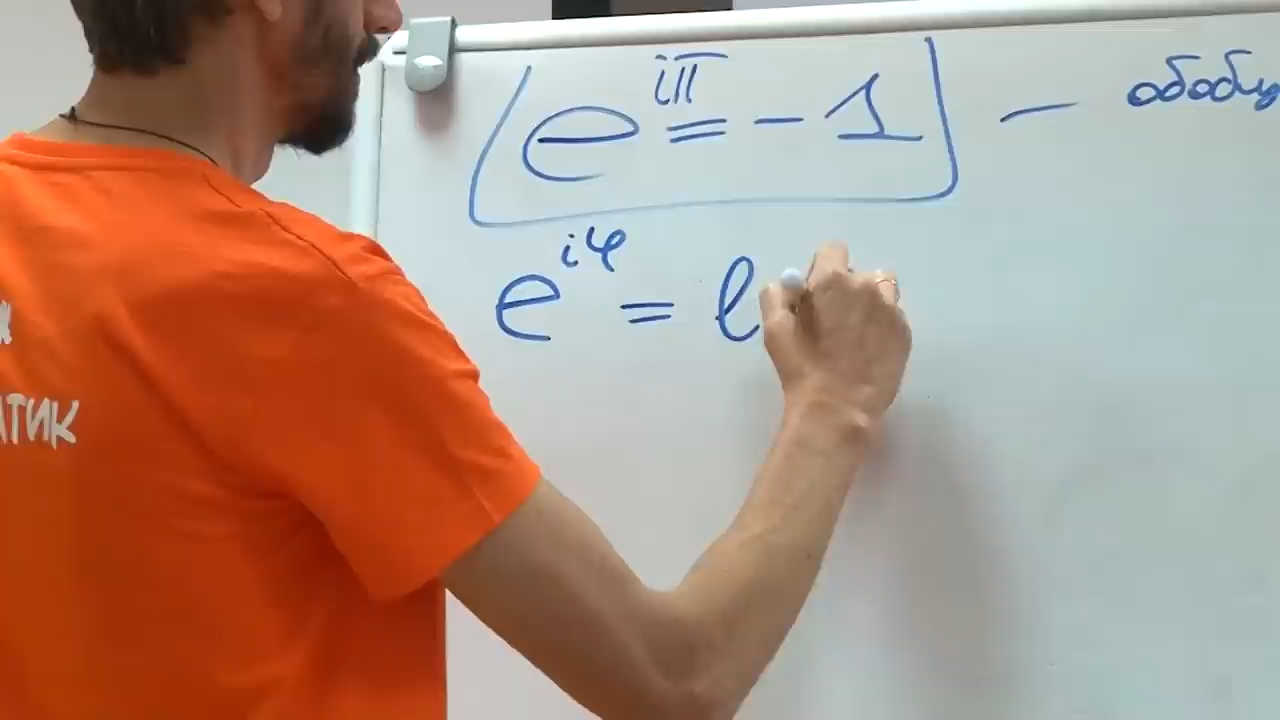 e^{iπ} = -1 — обобщ
e^{iφ} = l
АТИК